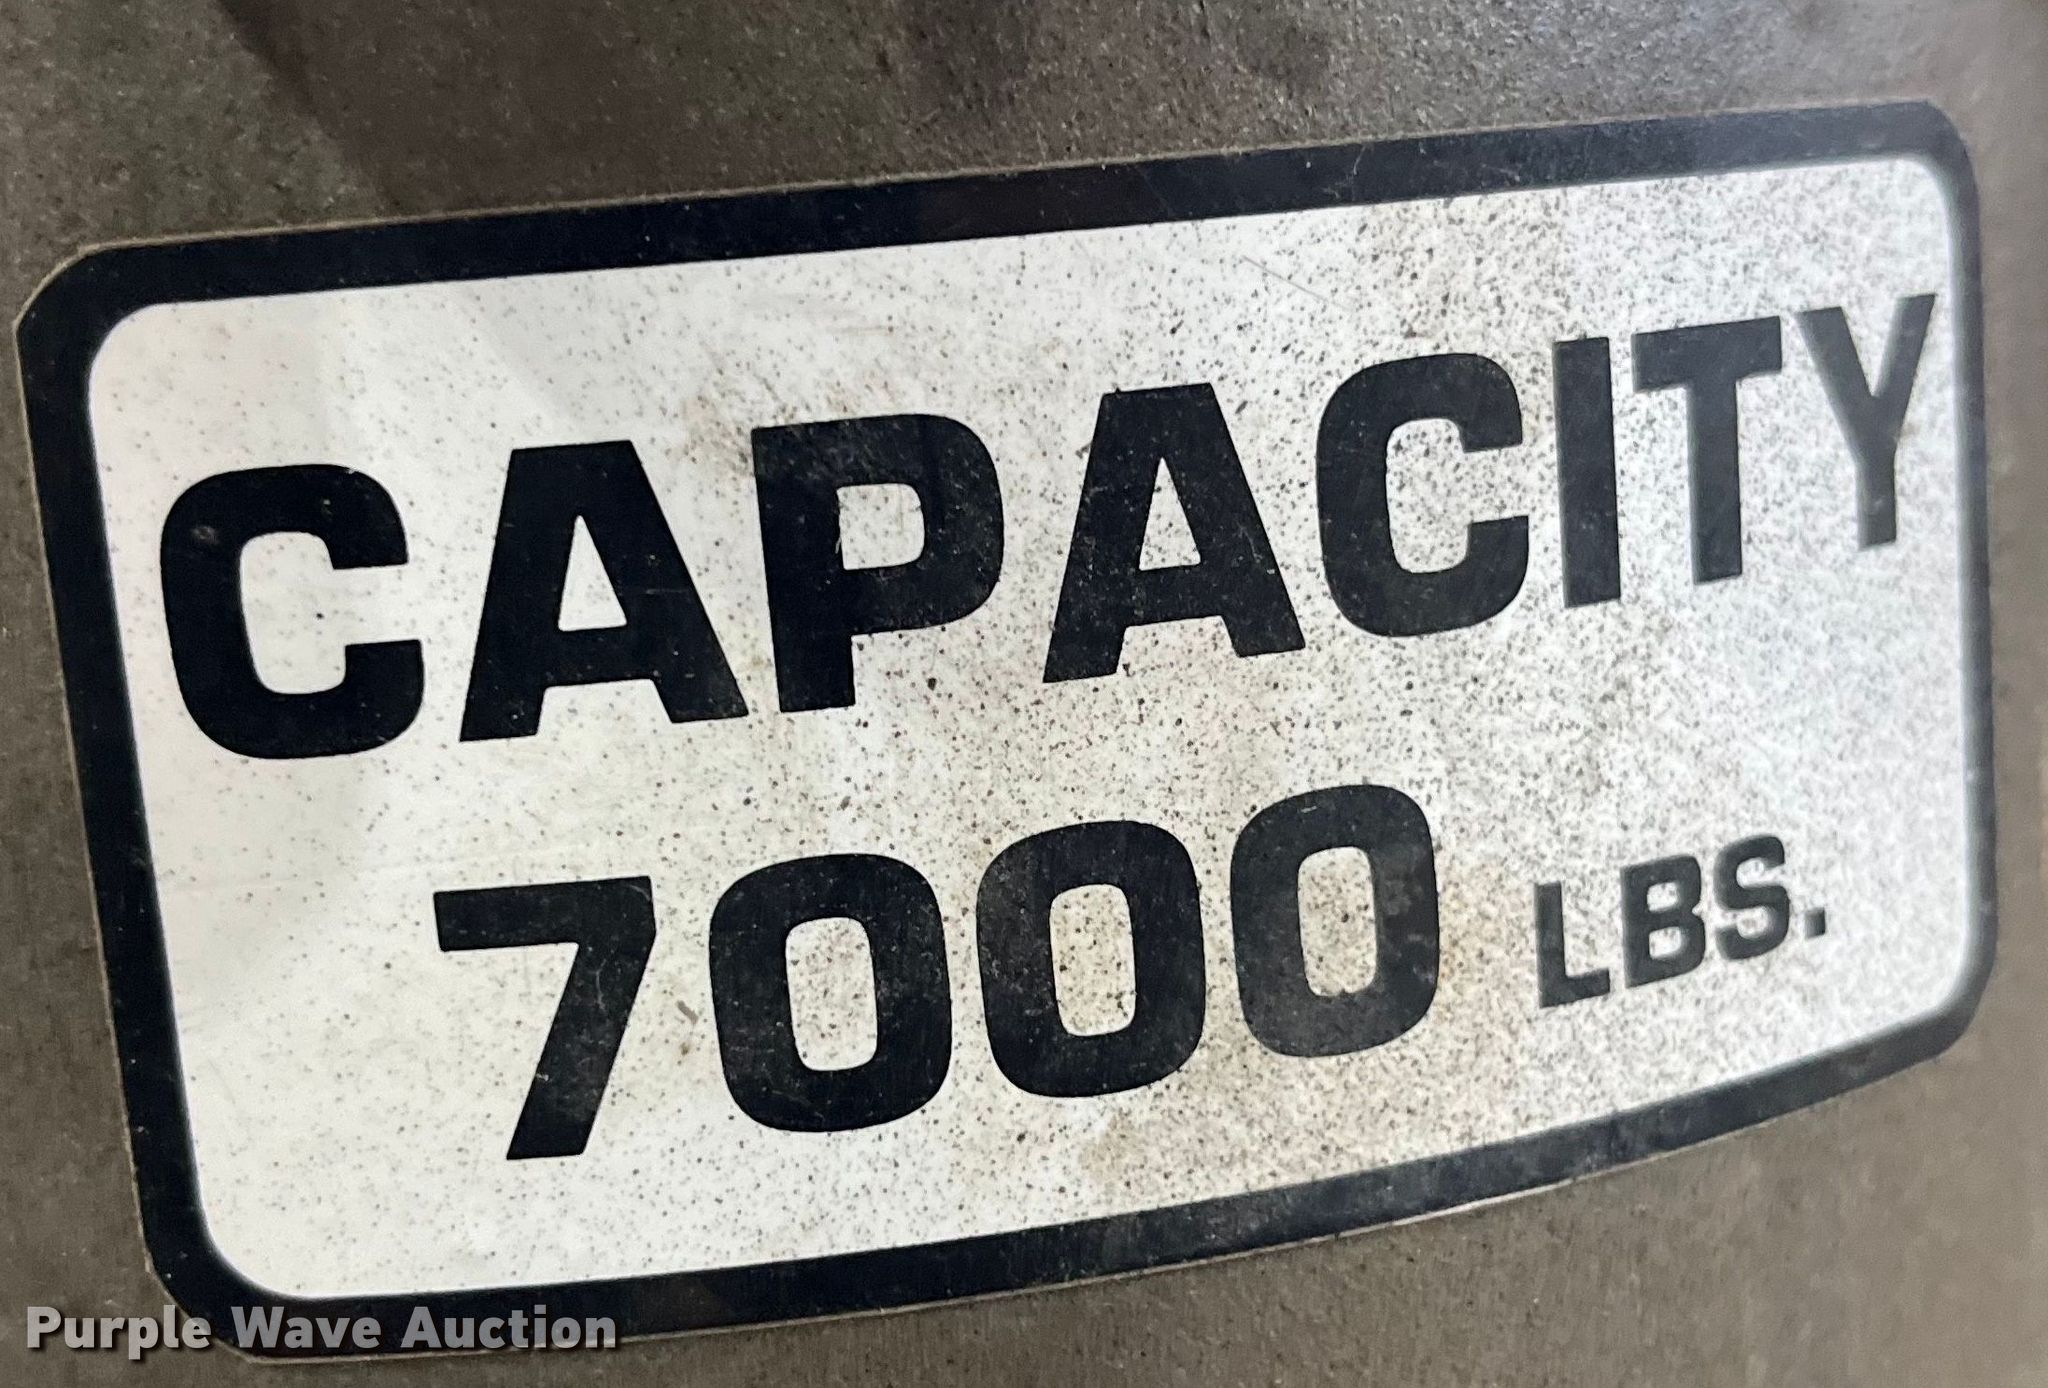 CAPACITY
7000 LBS.
Purple Wave Auction